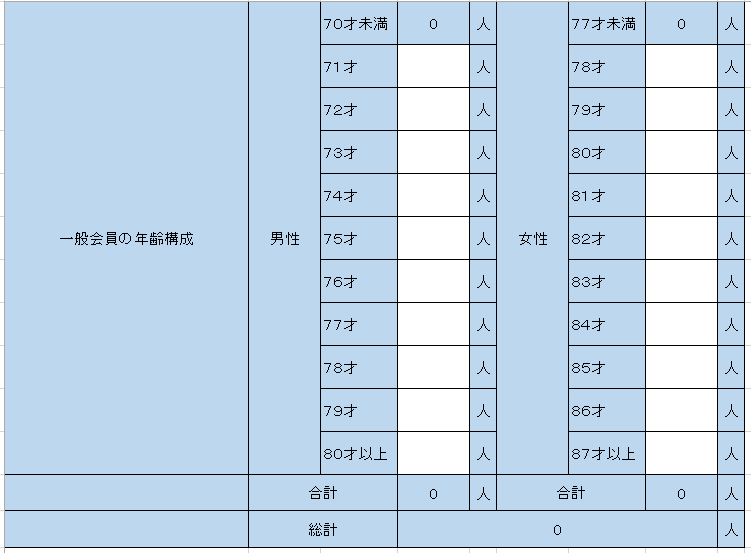 70才未満 0 人 77才未満 0 人
71才 人 78才 人
72才 人 79才 人
73才 人 80才 人
74才 人 81才 人
一般会員の年齢構成 男性 75才 人 女性 82才 人
76才 人 83才 人
77才 人 84才 人
78才 人 85才 人
79才 人 86才 人
80才以上 人 87才以上 人
合計 0 人 合計 0 人
総計 0 人